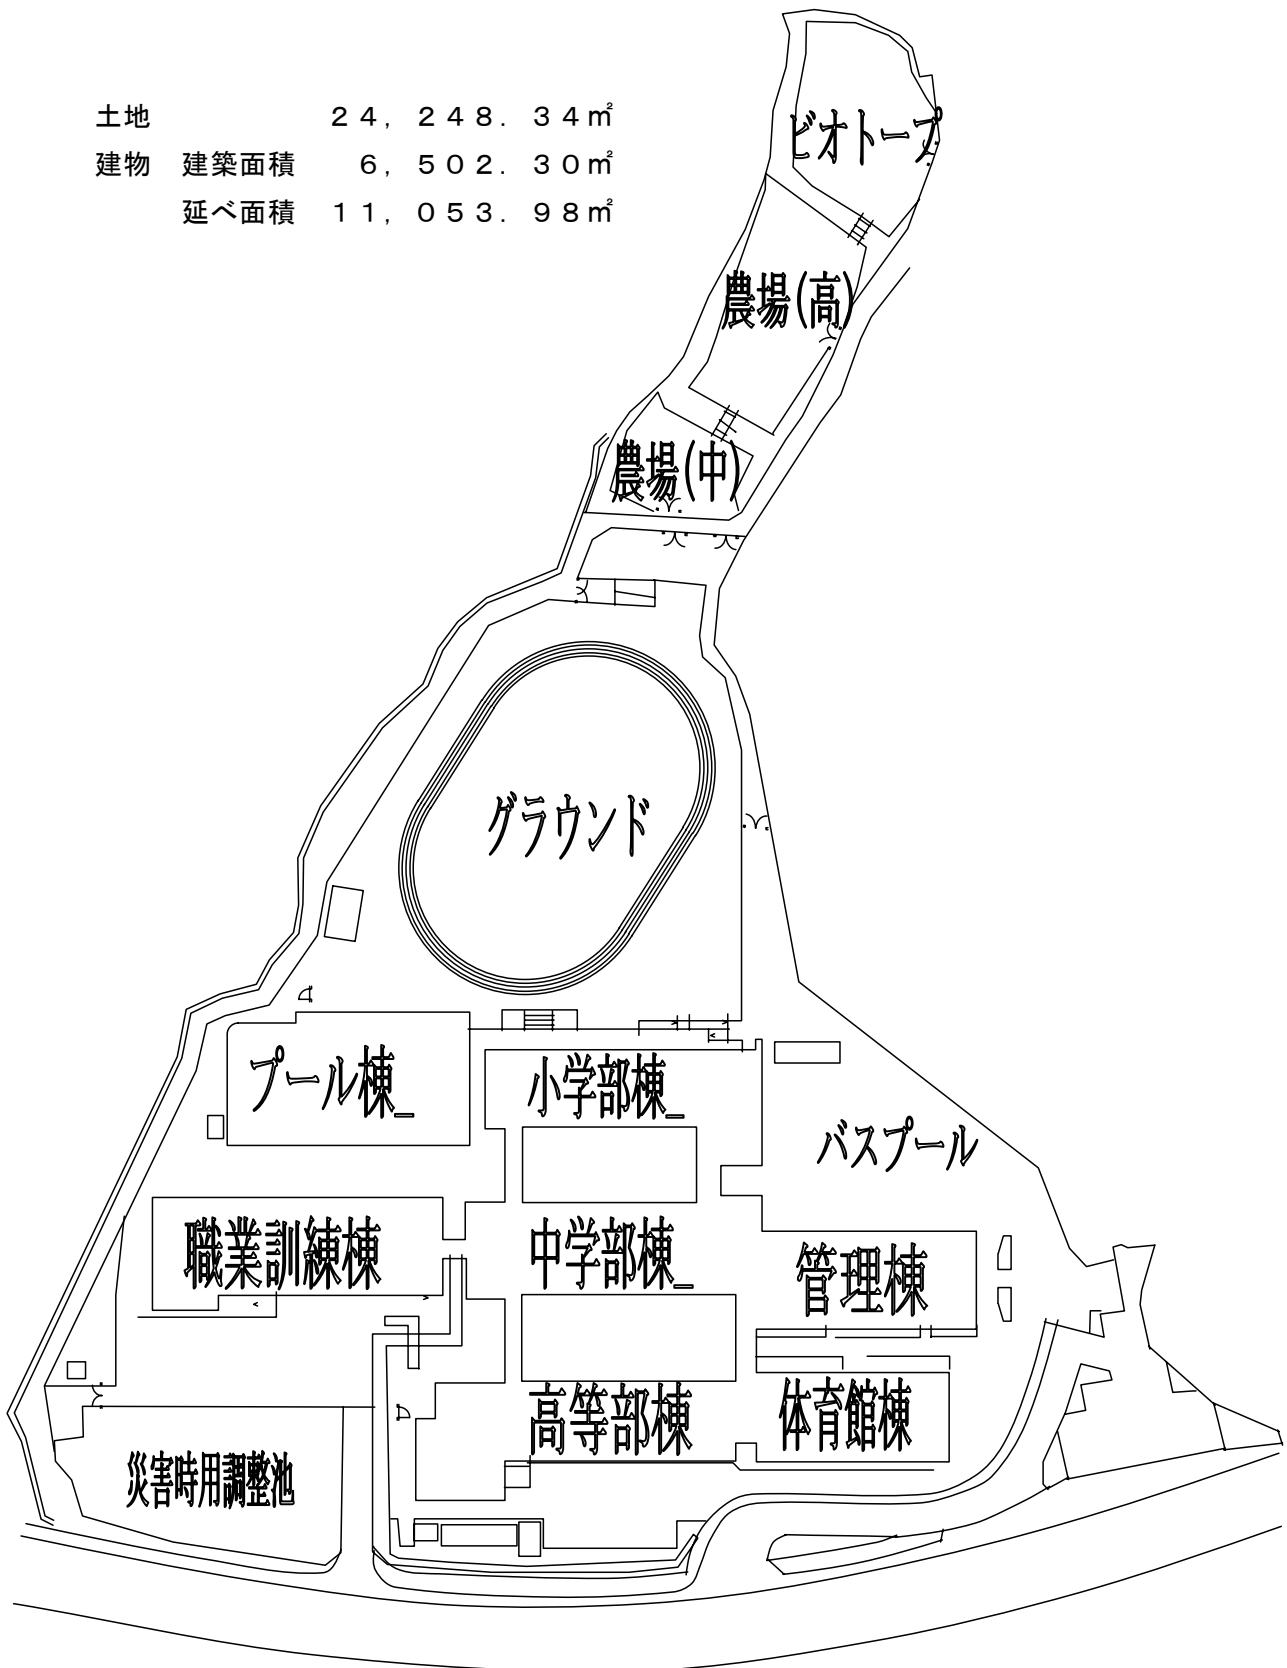 土地 ２４，２４８．３４㎡
建物 建築面積 ６，５０２．３０㎡
延べ面積 １１，０５３．９８㎡
ビオトープ
農場(高)
農場(中)
グラウンド
プール棟_
小学部棟_
バスプール
職業訓練棟
中学部棟_
管理棟
高等部棟
体育館棟
災害時用調整池